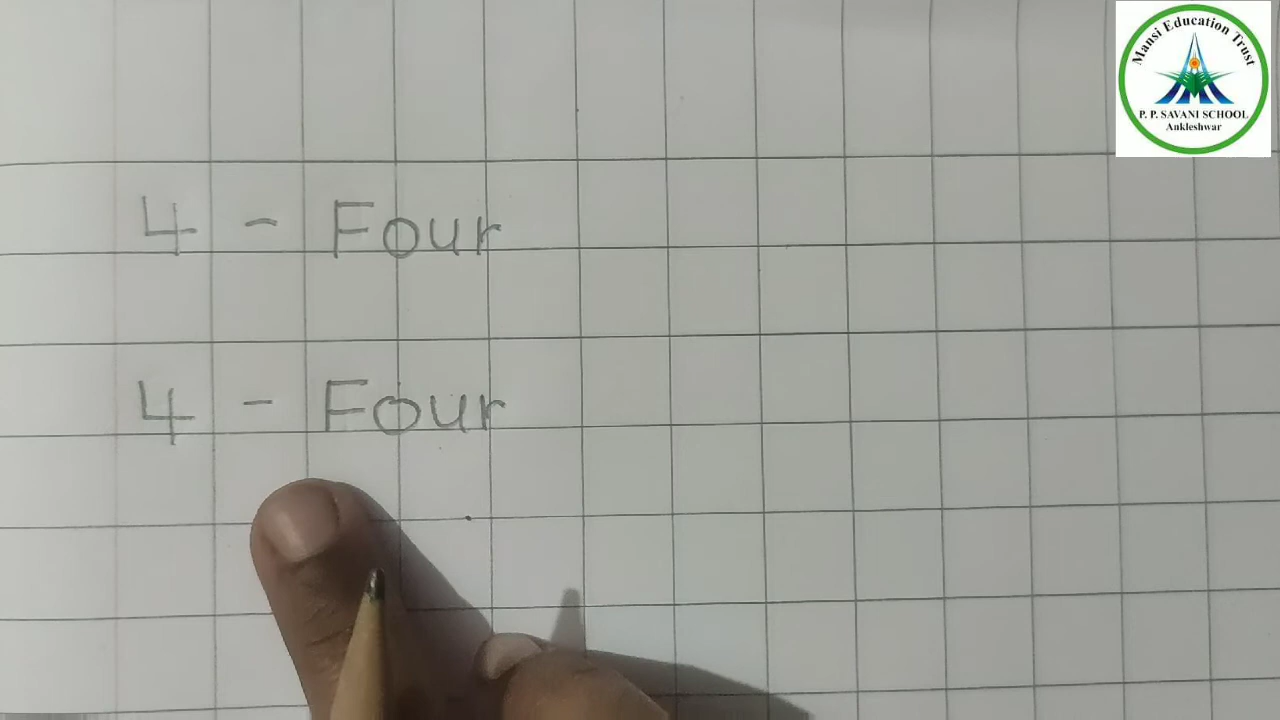 Mansi Education Trust
P. P. SAVANI SCHOOL
Ankleshwar
4 - Four
4 - Four